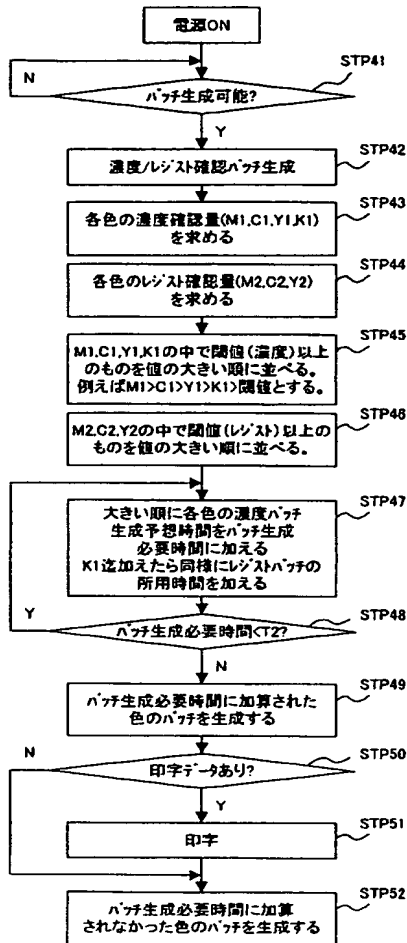 電源ON
STP41
N
パッチ生成可能?
Y
STP42
濃度/レジスト確認パッチ生成
STP43
各色の濃度確認量(M1,C1,Y1,K1)
を求める
STP44
各色のレジスト確認量(M2,C2,Y2)
を求める
STP45
M1,C1,Y1,K1の中で閾値(濃度)以上
のものを値の大きい順に並べる。
例えばM1>C1>Y1>K1>閾値とする。
STP46
M2,C2,Y2の中で閾値(レジスト)以上の
ものを値の大きい順に並べる。
STP47
大きい順に各色の濃度パッチ
生成予想時間をパッチ生成
必要時間に加える
K1迄加えたら同様にレジストパッチの
所用時間を加える
Y
STP48
パッチ生成必要時間<T2?
N
STP49
パッチ生成必要時間に加算された
色のパッチを生成する
N
STP50
印字データあり?
Y
STP51
印字
STP52
パッチ生成必要時間に加算
されなかった色のパッチを生成する